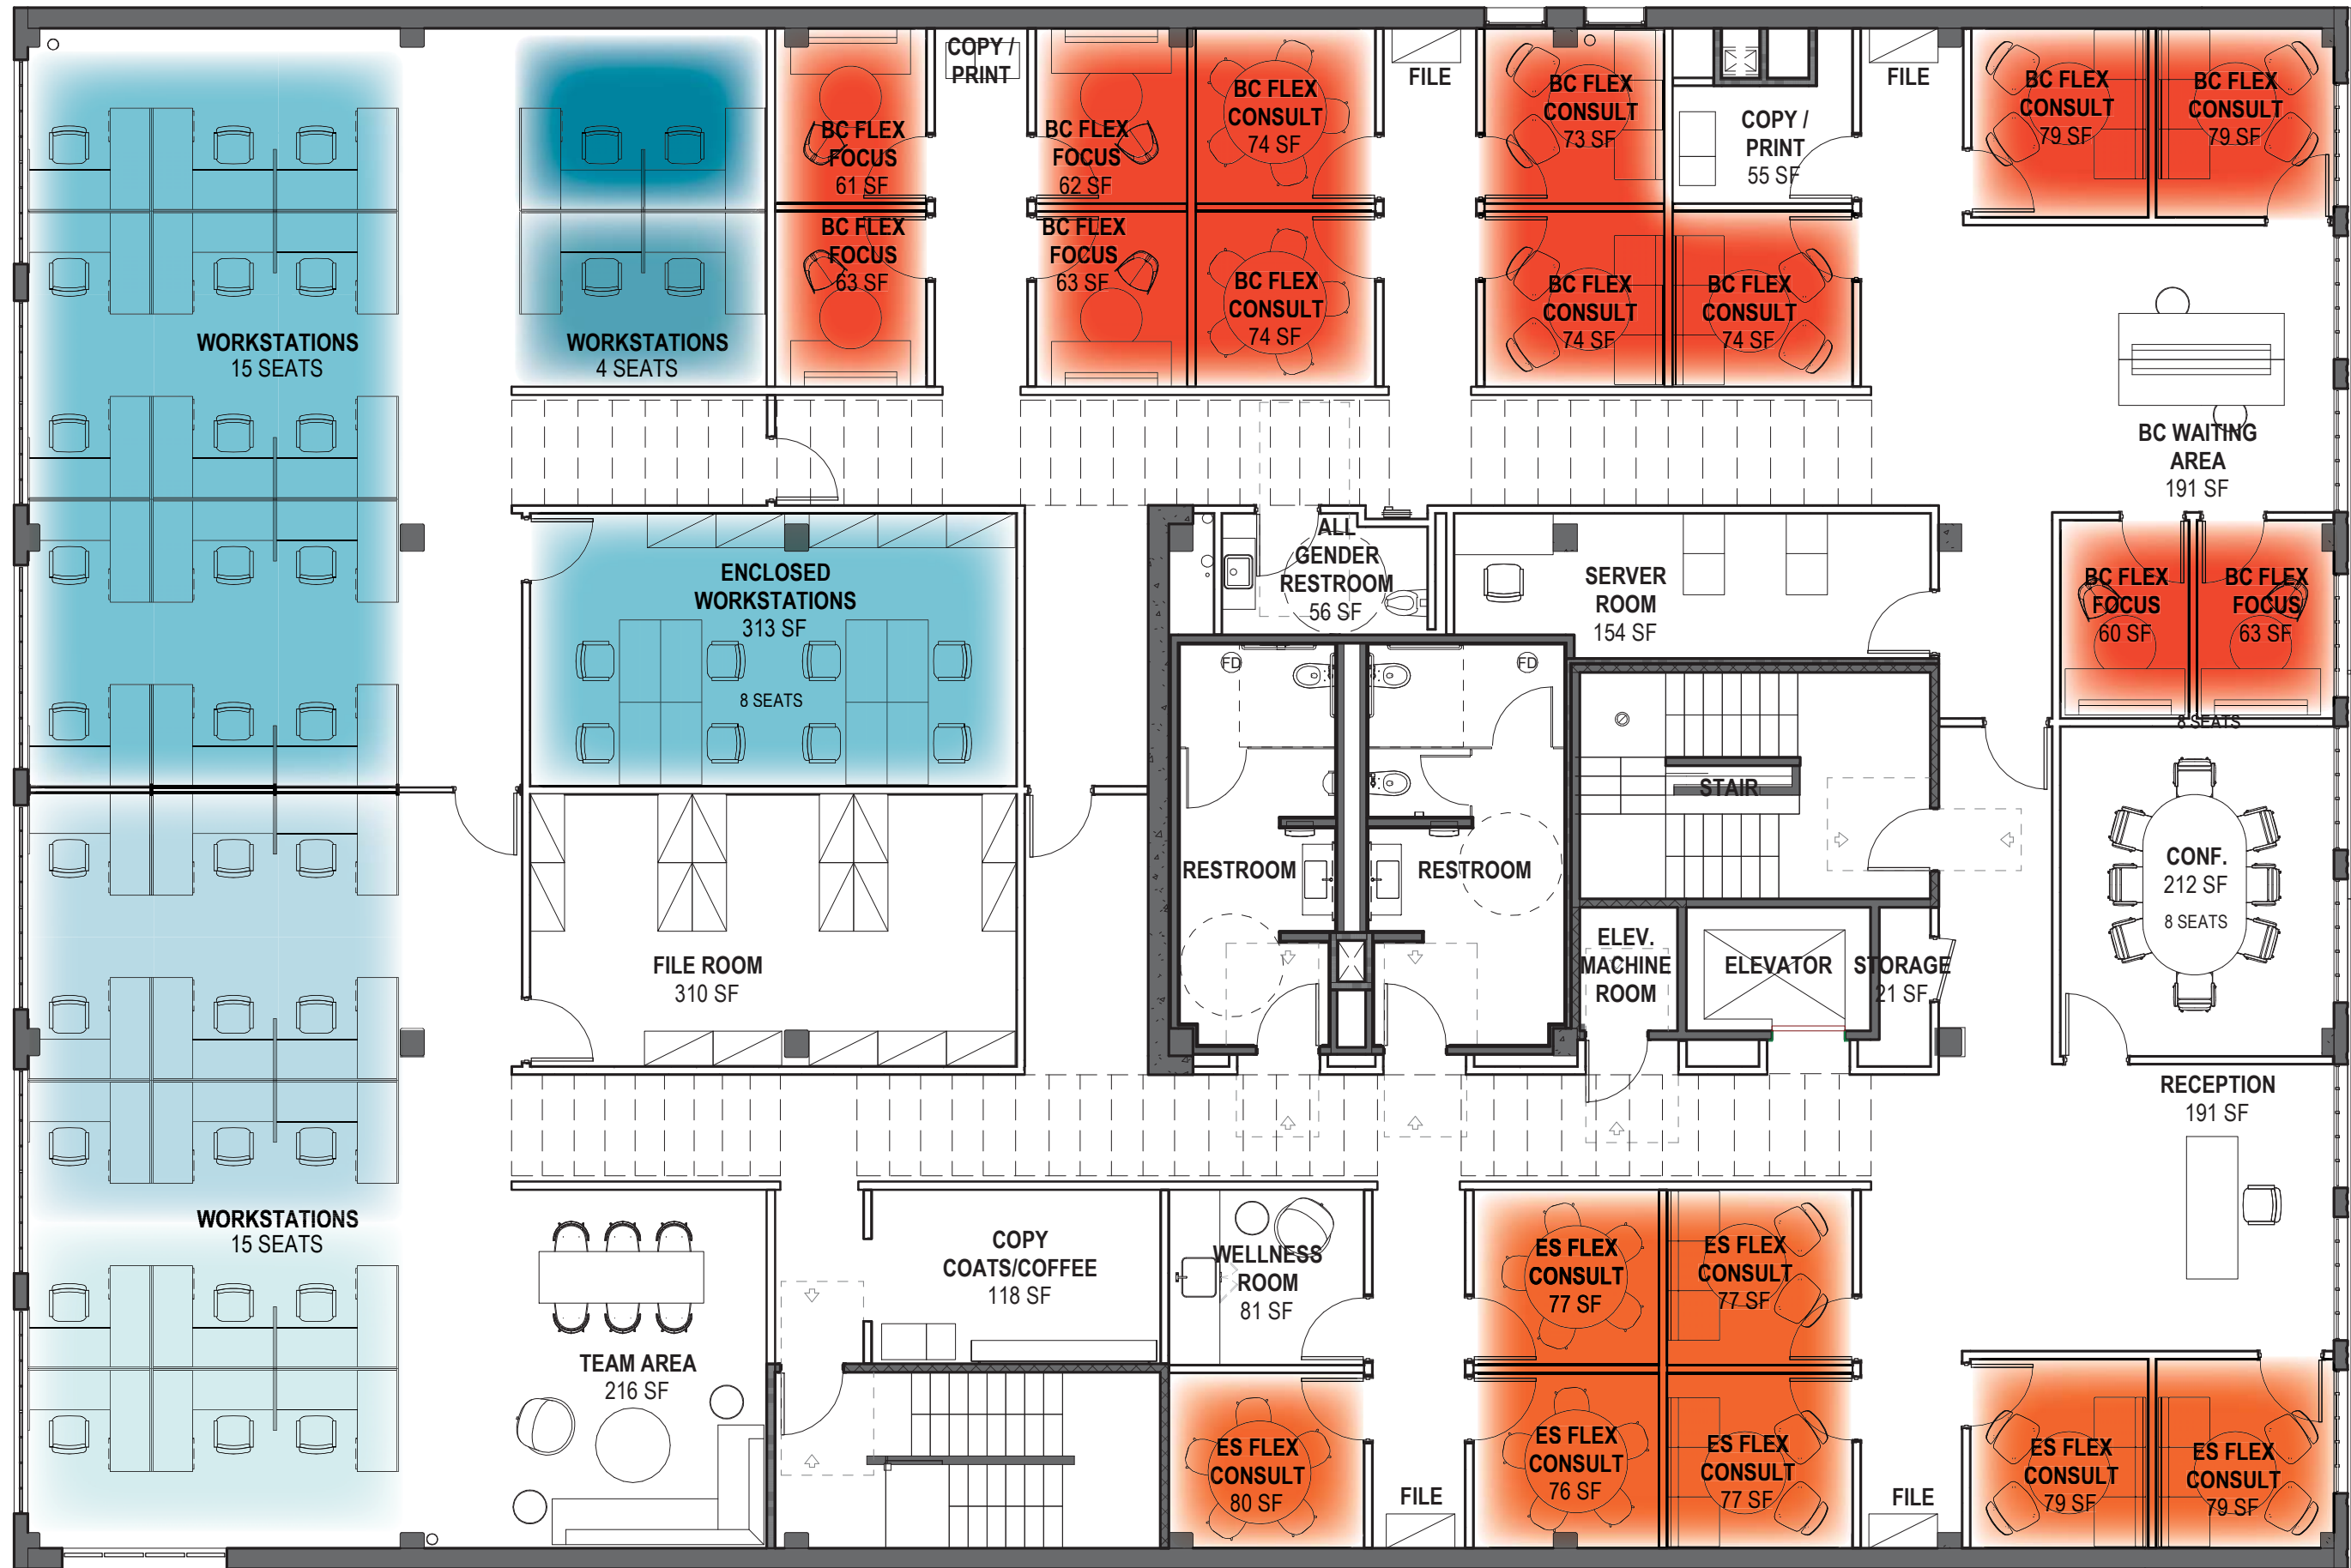 COPY /
PRINT
BC FLEX
FOCUS
61 SF
BC FLEX
FOCUS
62 SF
BC FLEX
CONSULT
74 SF
FILE
BC FLEX
CONSULT
73 SF
COPY /
PRINT
55 SF
FILE
BC FLEX
CONSULT
79 SF
BC FLEX
CONSULT
79 SF
WORKSTATIONS
15 SEATS
WORKSTATIONS
4 SEATS
BC FLEX
FOCUS
63 SF
BC FLEX
FOCUS
63 SF
BC FLEX
CONSULT
74 SF
BC FLEX
CONSULT
74 SF
BC FLEX
CONSULT
74 SF
BC WAITING
AREA
191 SF
ENCLOSED
WORKSTATIONS
313 SF
8 SEATS
ALL
GENDER
RESTROOM
56 SF
SERVER
ROOM
154 SF
BC FLEX
FOCUS
60 SF
BC FLEX
FOCUS
63 SF
8 SEATS
FD
FD
STAIR
RESTROOM
RESTROOM
CONF.
212 SF
8 SEATS
FILE ROOM
310 SF
ELEV.
MACHINE
ROOM
ELEVATOR
STORAGE
21 SF
RECEPTION
191 SF
WORKSTATIONS
15 SEATS
COPY
COATS/COFFEE
118 SF
WELLNESS
ROOM
81 SF
ES FLEX
CONSULT
77 SF
ES FLEX
CONSULT
77 SF
TEAM AREA
216 SF
ES FLEX
CONSULT
80 SF
FILE
ES FLEX
CONSULT
76 SF
ES FLEX
CONSULT
77 SF
FILE
ES FLEX
CONSULT
79 SF
ES FLEX
CONSULT
79 SF